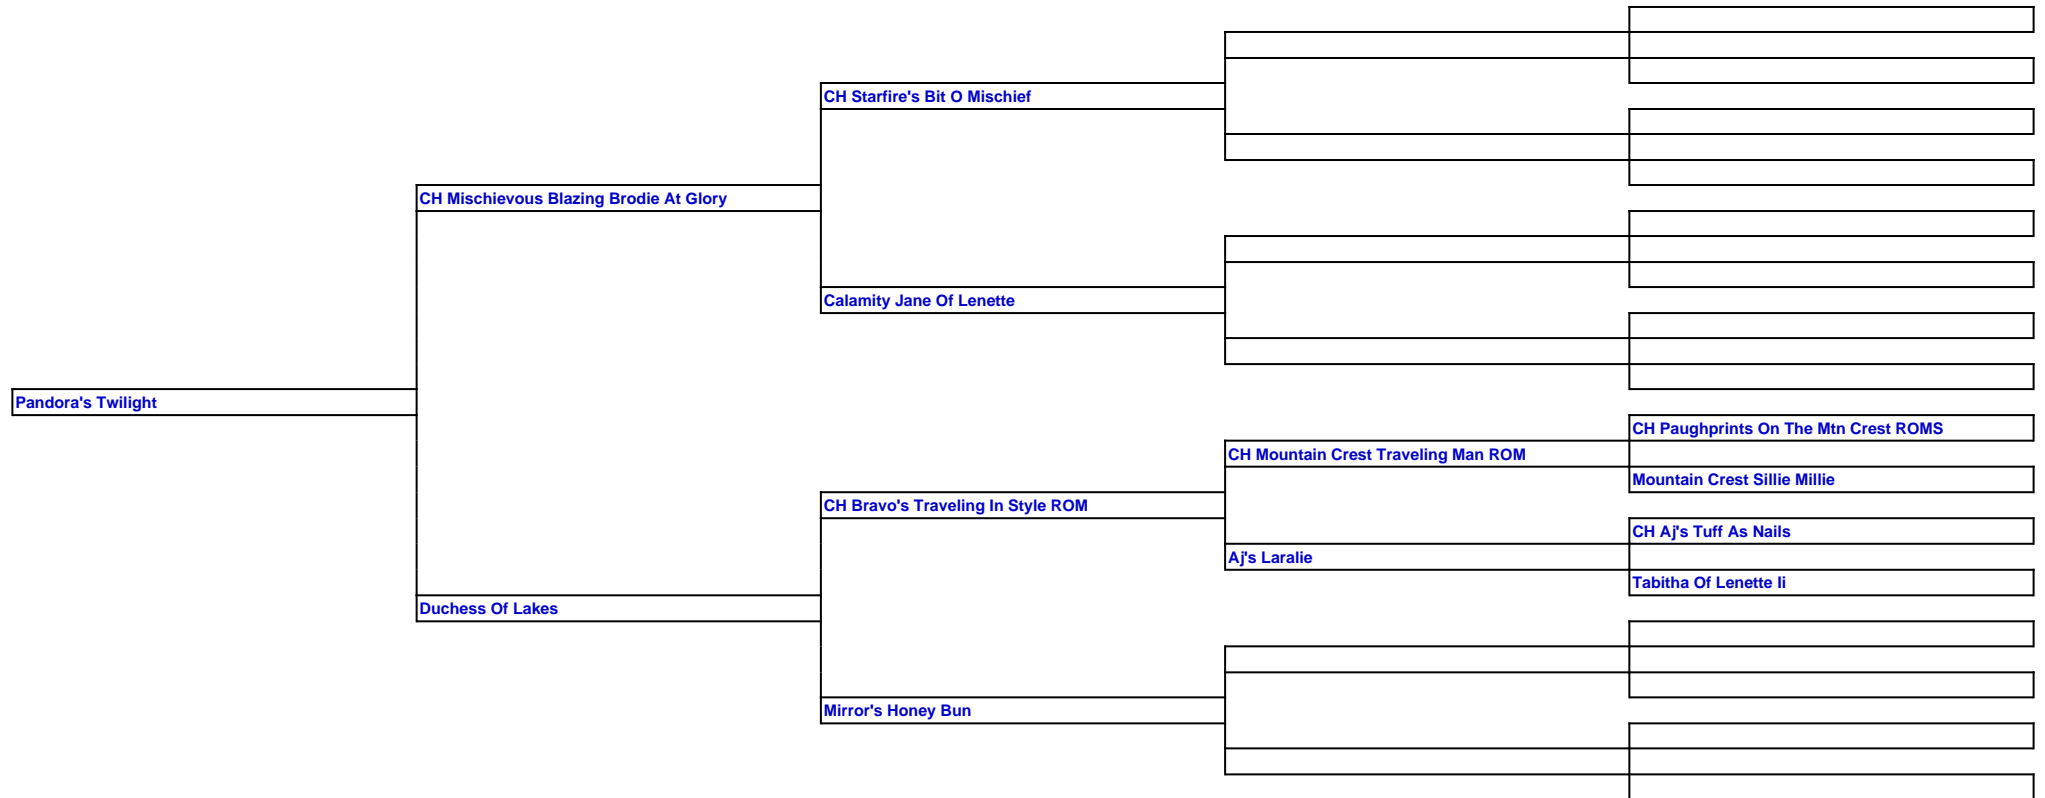 CH Starfire's Bit O Mischief
CH Mischievous Blazing Brodie At Glory
Calamity Jane Of Lenette
Pandora's Twilight
CH Paughprints On The Mtn Crest ROMS
CH Mountain Crest Traveling Man ROM
Mountain Crest Sillie Millie
CH Bravo's Traveling In Style ROM
CH Aj's Tuff As Nails
Aj's Laralie
Tabitha Of Lenette Ii
Duchess Of Lakes
Mirror's Honey Bun